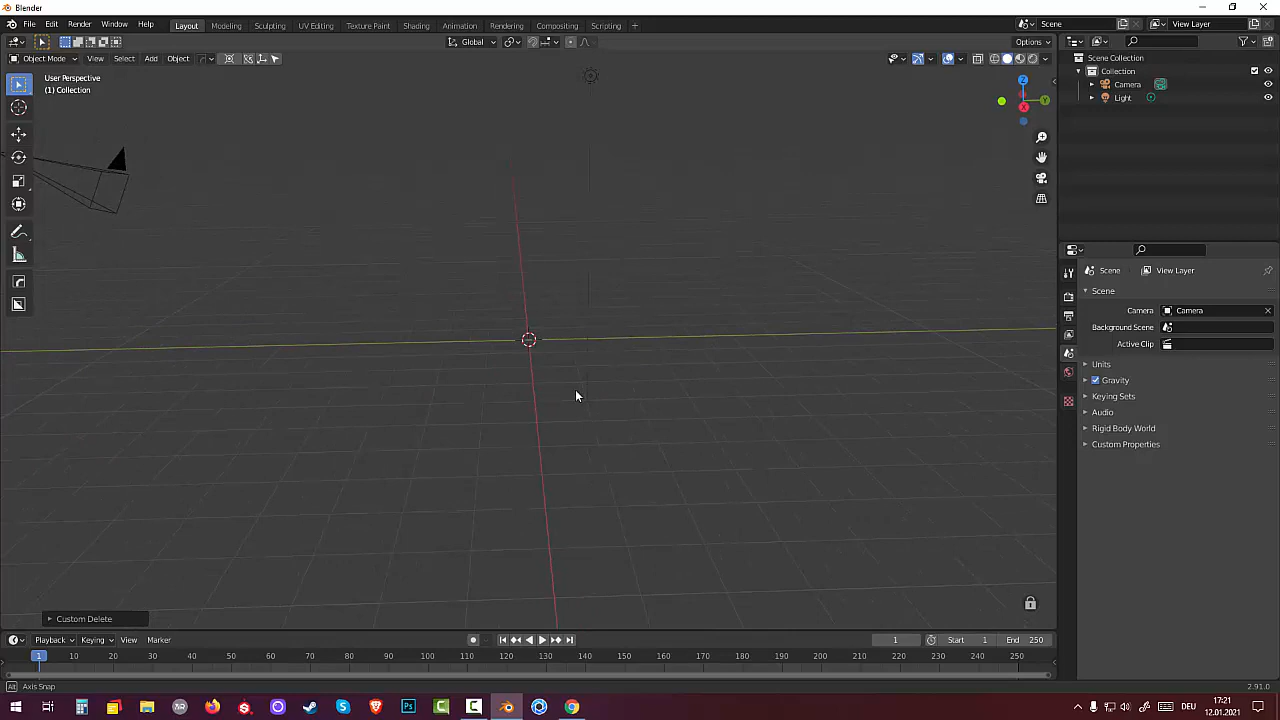 Blender
File Edit Render Window Help Layout Modeling Sculpting UV Editing Texture Paint Shading Animation Rendering Compositing Scripting + Scene View Layer
Global Options
Object Mode View Select Add Object
User Perspective
(1) Collection
Z
Y
X
Scene Collection
Collection
Camera
Light
Scene View Layer
Scene
Camera Camera
Background Scene
Active Clip
Units
Gravity
Keying Sets
Audio
Rigid Body World
Custom Properties
Custom Delete
Playback Keying View Marker 1 Start 1 End 250
1 10 20 30 40 50 60 70 80 90 100 110 120 130 140 150 160 170 180 190 200 210 220 230 240 250
Axis Snap 2.91.0
DEU 17:21
12.01.2021